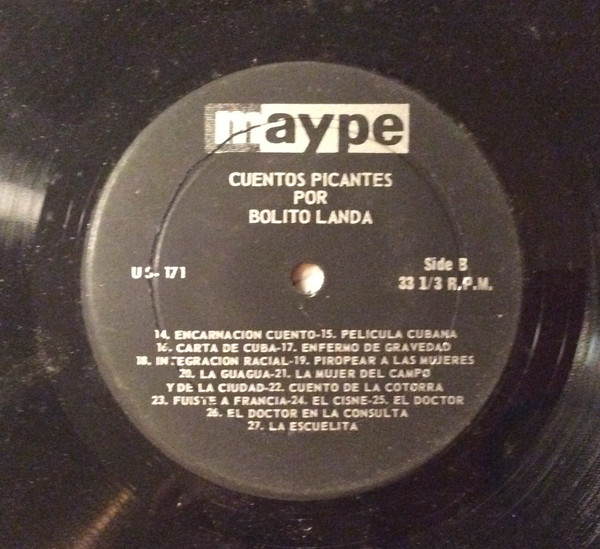 maype
CUENTOS PICANTES
POR
BOLITO LANDA
US-171
Side B
33 1/3 R.P.M.
14. ENCARNACION CUENTO-15. PELICULA CUBANA
16. CARTA DE CUBA-17. ENFERMO DE GRAVEDAD
18. INTEGRACION RACIAL-19. PIROPEAR A LAS MUJERES
20. LA GUAGUA-21. LA MUJER DEL CAMPO
Y DE LA CIUDAD-22. CUENTO DE LA COTORRA
23. FUISTE A FRANCIA-24. EL CISNE-25. EL DOCTOR
26. EL DOCTOR EN LA CONSULTA
27. LA ESCUELITA